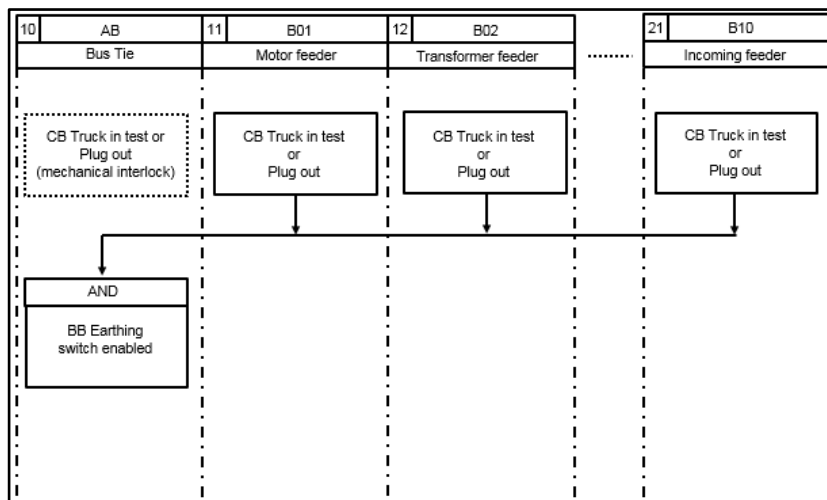 10 AB 11 B01 12 B02 21 B10
Bus Tie Motor feeder Transformer feeder Incoming feeder
CB Truck in test or
Plug out
(mechanical interlock)
CB Truck in test
or
Plug out
CB Truck in test
or
Plug out
CB Truck in test
or
Plug out
AND
BB Earthing
switch enabled